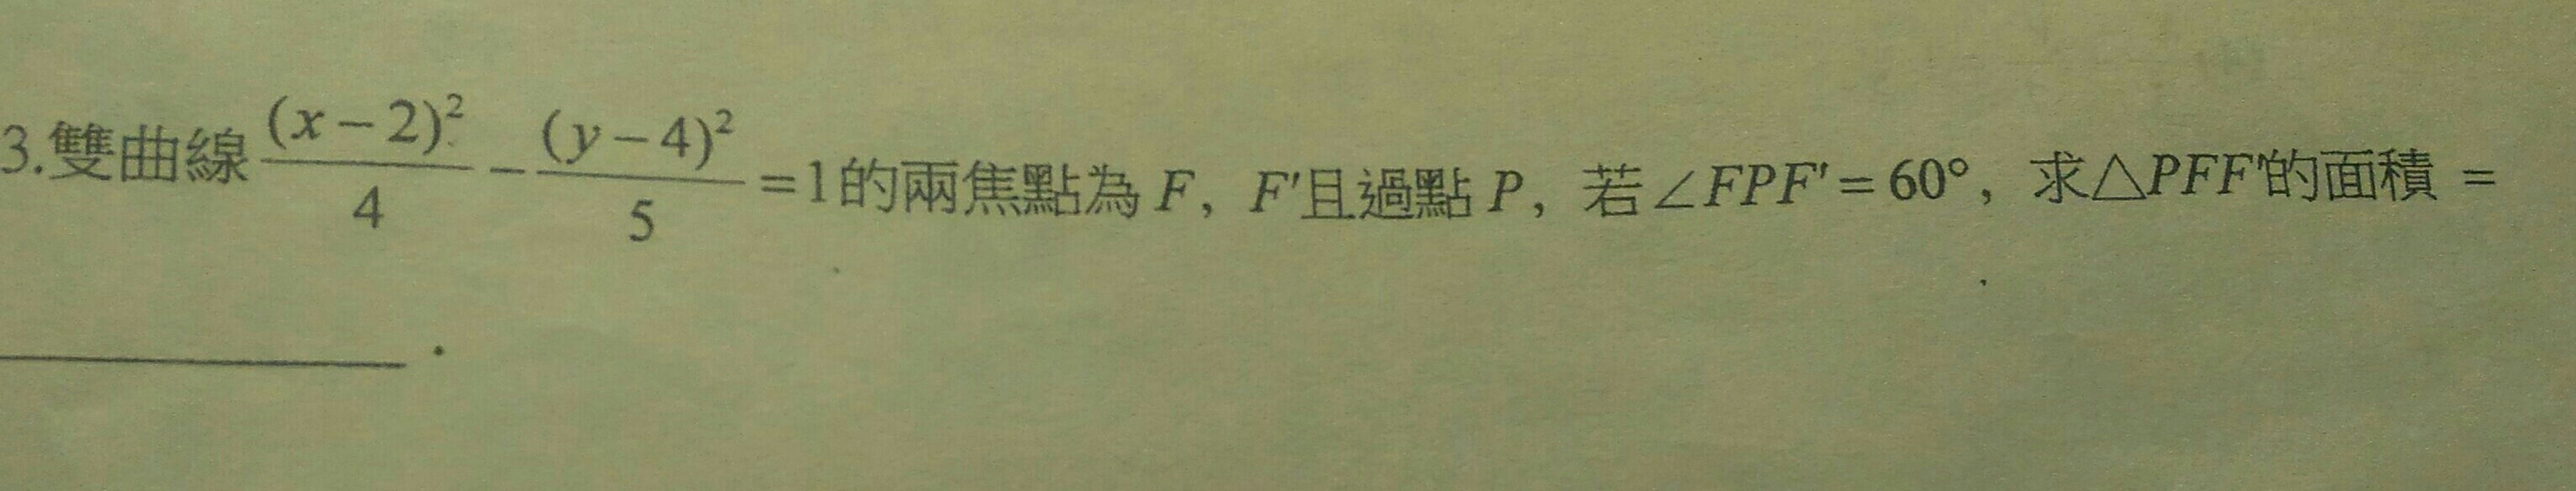 3.雙曲線 (x－2)²/4 － (y－4)²/5 ＝1的兩焦點為 F，F′且過點 P，若∠FPF′＝60°，求△PFF′的面積＝
________．